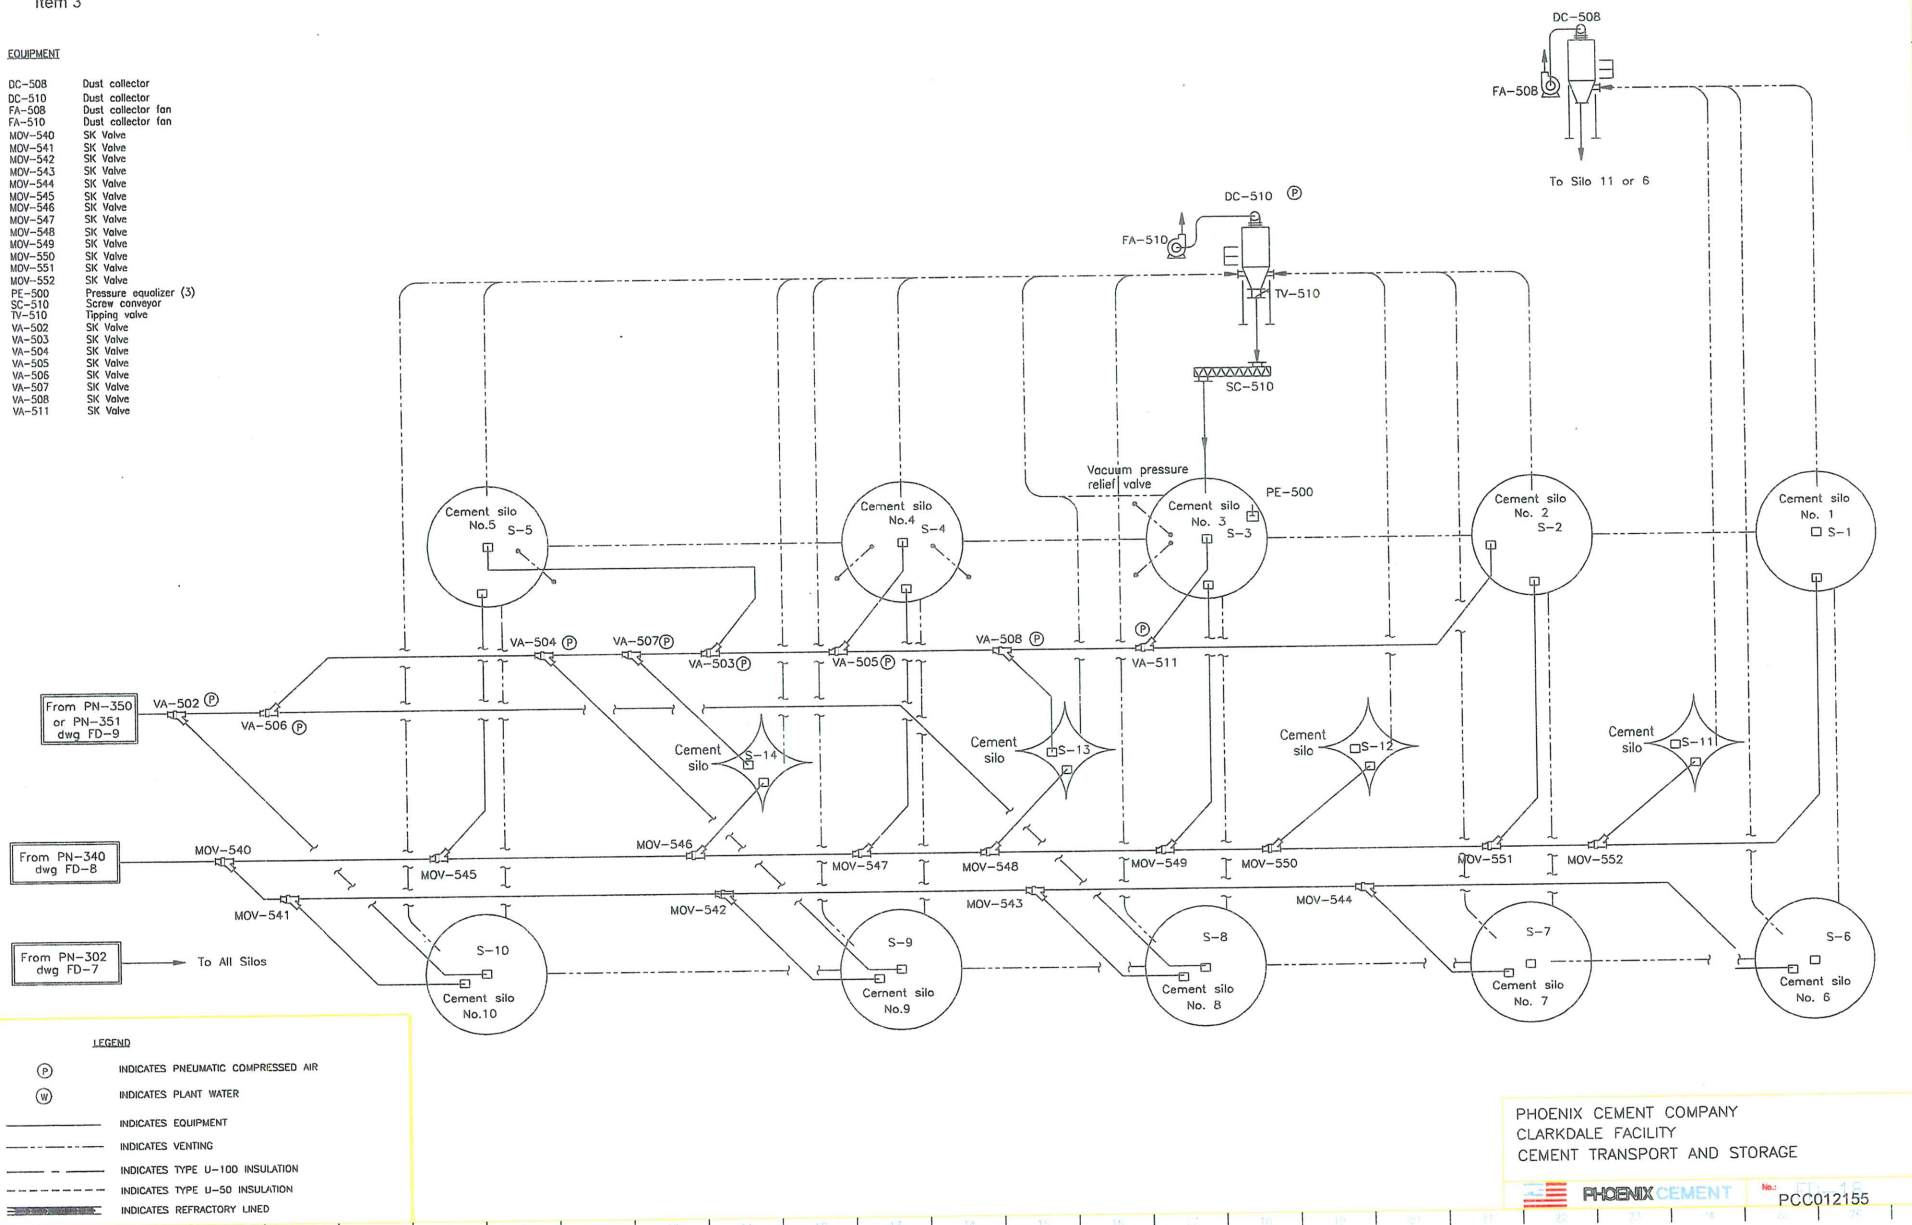 Item 3
EQUIPMENT
DC-508 Dust collector
DC-510 Dust collector
FA-508 Dust collector fan
FA-510 Dust collector fan
MOV-540 SK Valve
MOV-541 SK Valve
MOV-542 SK Valve
MOV-543 SK Valve
MOV-544 SK Valve
MOV-545 SK Valve
MOV-546 SK Valve
MOV-547 SK Valve
MOV-548 SK Valve
MOV-549 SK Valve
MOV-550 SK Valve
MOV-551 SK Valve
MOV-552 SK Valve
PE-500 Pressure equalizer (3)
SC-510 Screw conveyor
TV-510 Tipping valve
VA-502 SK Valve
VA-503 SK Valve
VA-504 SK Valve
VA-505 SK Valve
VA-506 SK Valve
VA-507 SK Valve
VA-508 SK Valve
VA-511 SK Valve
DC-508
FA-508
To Silo 11 or 6
DC-510 P
FA-510
TV-510
SC-510
Vacuum pressure
relief valve
PE-500
Cement silo
No.5 S-5
Cement silo
No.4 S-4
Cement silo
No. 3
S-3
Cement silo
No. 2
S-2
Cement silo
No. 1
S-1
VA-504 P
VA-507 P
VA-503 P
VA-505 P
VA-508 P
P
VA-511
From PN-350
or PN-351
dwg FD-9
VA-502 P
VA-506 P
Cement
silo
S-14
Cement
silo
S-13
Cement
silo
S-12
Cement
silo
S-11
From PN-340
dwg FD-8
MOV-540
MOV-545
MOV-546
MOV-547
MOV-548
MOV-549
MOV-550
MOV-551
MOV-552
MOV-541
MOV-542
MOV-543
MOV-544
From PN-302
dwg FD-7
To All Silos
S-10
Cement silo
No.10
S-9
Cement silo
No.9
S-8
Cement silo
No. 8
S-7
Cement silo
No. 7
S-6
Cement silo
No. 6
LEGEND
P INDICATES PNEUMATIC COMPRESSED AIR
W INDICATES PLANT WATER
INDICATES EQUIPMENT
INDICATES VENTING
INDICATES TYPE U-100 INSULATION
INDICATES TYPE U-50 INSULATION
INDICATES REFRACTORY LINED
PHOENIX CEMENT COMPANY
CLARKDALE FACILITY
CEMENT TRANSPORT AND STORAGE
PHOENIX CEMENT
No.:
PCC012155